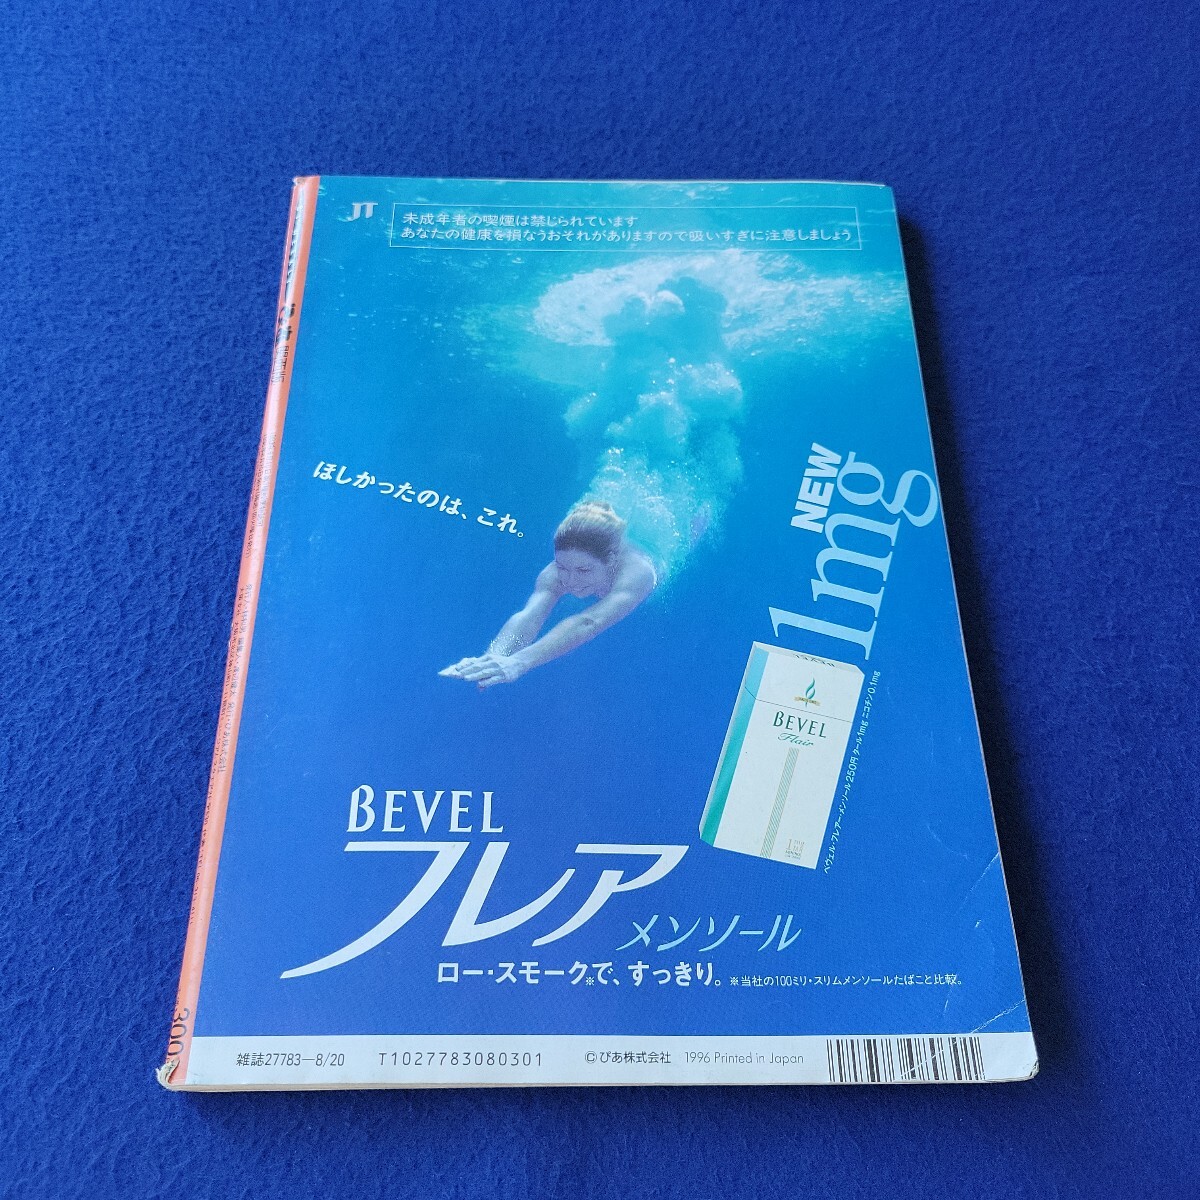 JT
未成年者の喫煙は禁じられています
あなたの健康を損なうおそれがありますので吸いすぎに注意しましょう
ほしかったのは、これ。
NEW
1mg
BEVEL
Flair
ベヴェル・フレアー・メンソール 250円 タール1mg ニコチン0.1mg
BEVEL
フレア メンソール
ロー・スモーク※で、すっきり。 ※当社の100ミリ・スリムメンソールたばこと比較。
雑誌27783—8/20 T1027783080301 ©ぴあ株式会社 1996 Printed in Japan
ぴあ 関西版
300